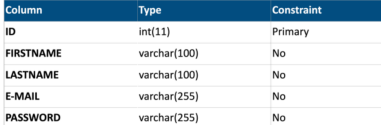 Column Type Constraint
ID int(11) Primary
FIRSTNAME varchar(100) No
LASTNAME varchar(100) No
E-MAIL varchar(255) No
PASSWORD varchar(255) No